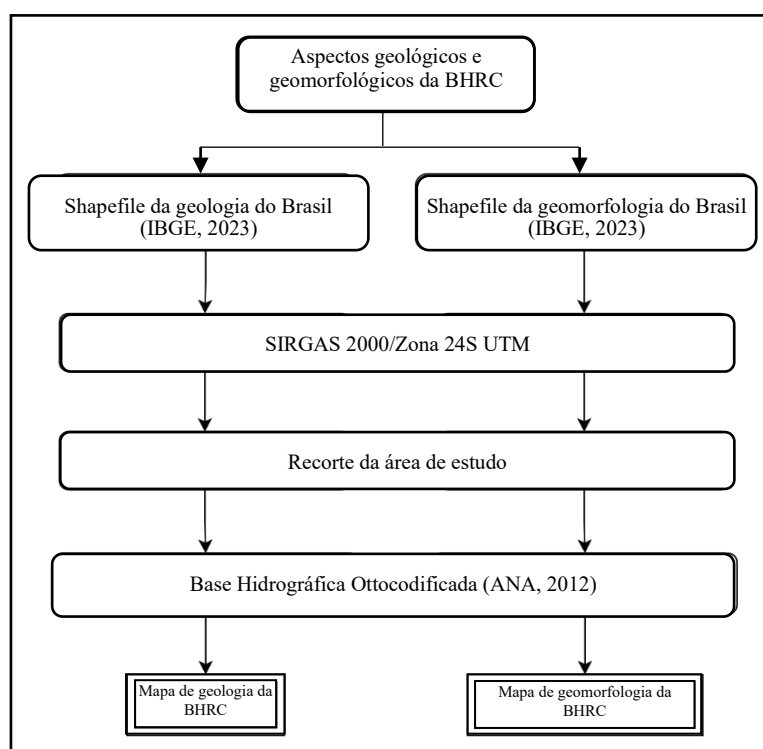 Aspectos geológicos e
geomorfológicos da BHRC
Shapefile da geologia do Brasil
(IBGE, 2023)
Shapefile da geomorfologia do Brasil
(IBGE, 2023)
SIRGAS 2000/Zona 24S UTM
Recorte da área de estudo
Base Hidrográfica Ottocodificada (ANA, 2012)
Mapa de geologia da
BHRC
Mapa de geomorfologia da
BHRC